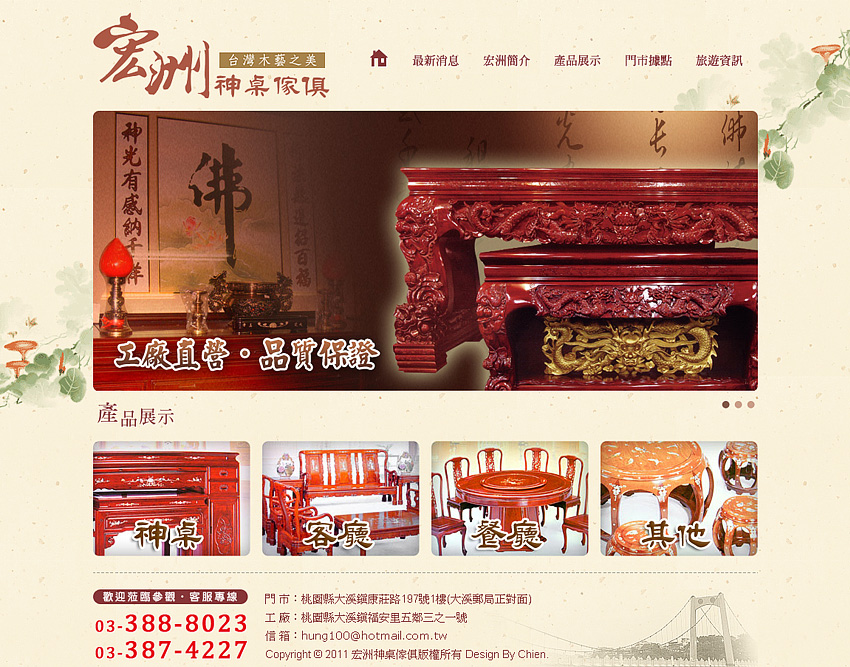 宏洲
台灣木藝之美
神桌傢俱
最新消息 宏洲簡介 產品展示 門市據點 旅遊資訊
神光有感納千祥
佛
佛
工廠直營・品質保證
產品展示
神桌 客廳 餐廳 其他
歡迎蒞臨參觀・客服專線
03-388-8023
03-387-4227
門 市：桃園縣大溪鎮康莊路197號1樓(大溪郵局正對面)
工 廠：桃園縣大溪鎮福安里五鄰三之一號
信 箱：hung100@hotmail.com.tw
Copyright © 2011 宏洲神桌傢俱版權所有 Design By Chien.